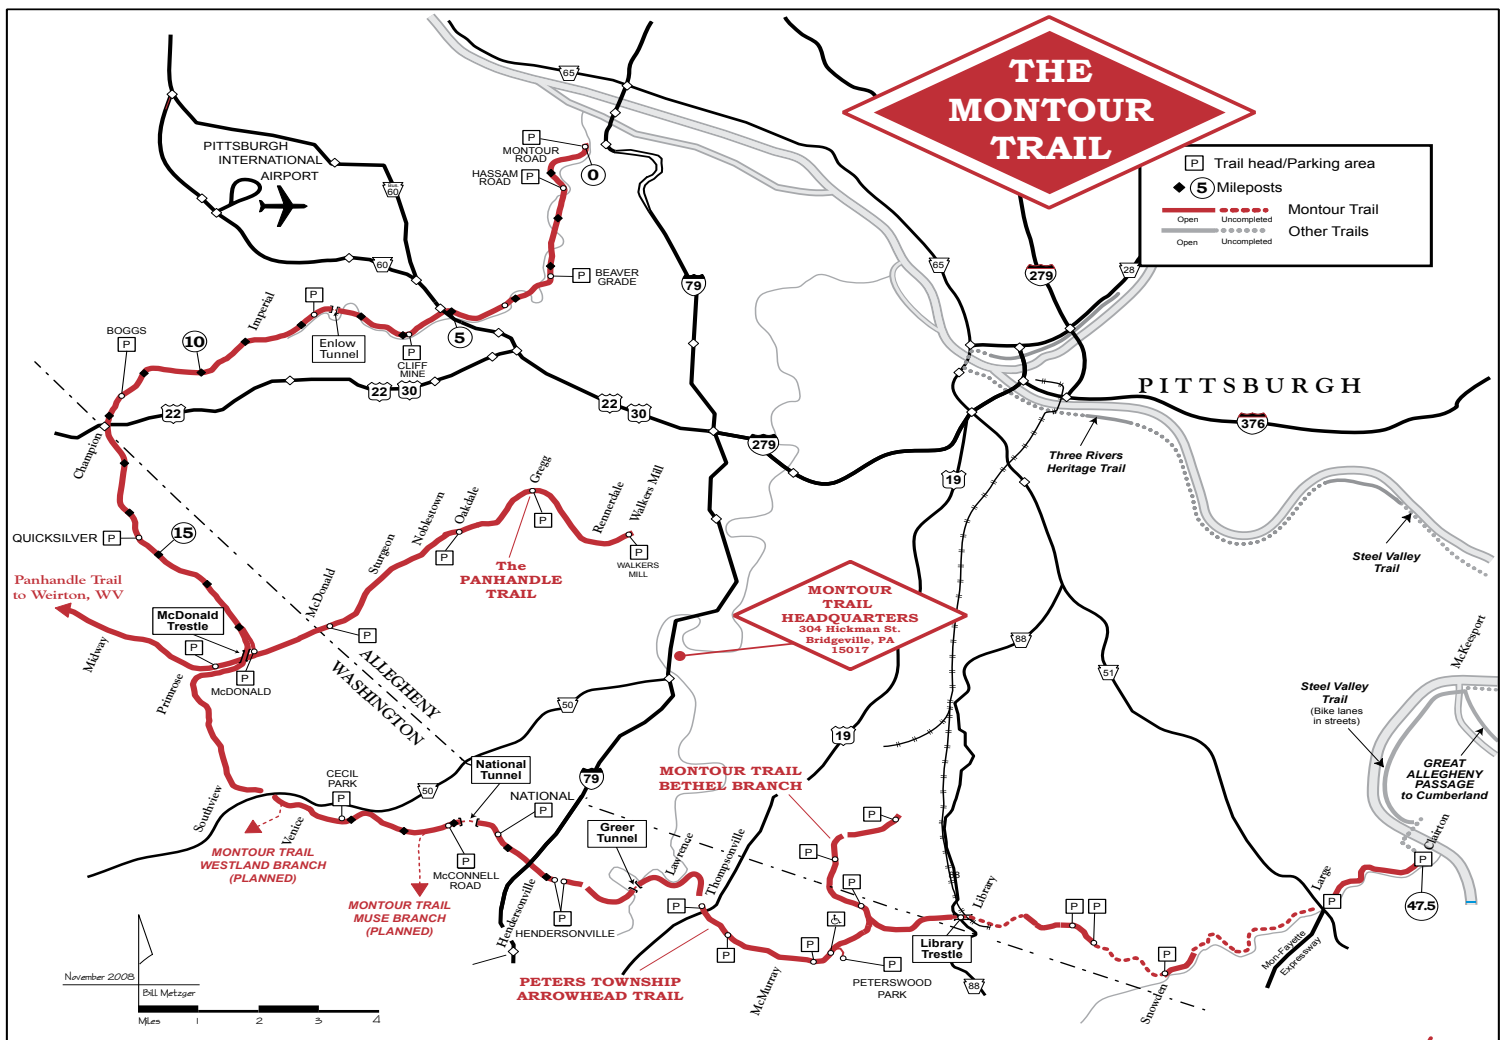 THE
MONTOUR
TRAIL
P Trail head/Parking area
5 Mileposts
Montour Trail
Open Uncompleted
Other Trails
Open Uncompleted
65
PITTSBURGH
INTERNATIONAL
AIRPORT
BUS
60
60
P
MONTOUR
ROAD
HASSAM
ROAD
P
0
P
BEAVER
GRADE
79
65
279
28
Imperial
P
Enlow
Tunnel
P
CLIFF
MINE
5
BOGGS
P
10
22
22
30
22
30
279
PITTSBURGH
376
Three Rivers
Heritage Trail
19
Champion
QUICKSILVER
P
15
Panhandle Trail
to Weirton, WV
McDonald
Trestle
P
Midway
Primrose
P
McDONALD
McDonald
P
Sturgeon
Noblestown
Oakdale
P
Gregg
P
The
PANHANDLE
TRAIL
Rennerdale
Walkers Mill
P
WALKERS
MILL
ALLEGHENY
WASHINGTON
MONTOUR
TRAIL
HEADQUARTERS
304 Hickman St.
Bridgeville, PA
15017
Steel Valley
Trail
88
51
McKeesport
Steel Valley
Trail
(Bike lanes
in streets)
GREAT
ALLEGHENY
PASSAGE
to Cumberland
50
50
19
79
National
Tunnel
NATIONAL
P
CECIL
PARK
P
Southview
Venice
MONTOUR TRAIL
WESTLAND BRANCH
(PLANNED)
P
McCONNELL
ROAD
MONTOUR TRAIL
MUSE BRANCH
(PLANNED)
Hendersonville
P
HENDERSONVILLE
Greer
Tunnel
Lawrence
Thompsonville
MONTOUR TRAIL
BETHEL BRANCH
P
P
P
P
P
P
P
PETERSWOOD
PARK
McMurray
PETERS TOWNSHIP
ARROWHEAD TRAIL
Library
Library
Trestle
88
P
P
P
Snowden
Mon-Fayette
Expressway
Large
P
Clairton
P
47.5
November 2008
Bill Metzger
Miles 1 2 3 4